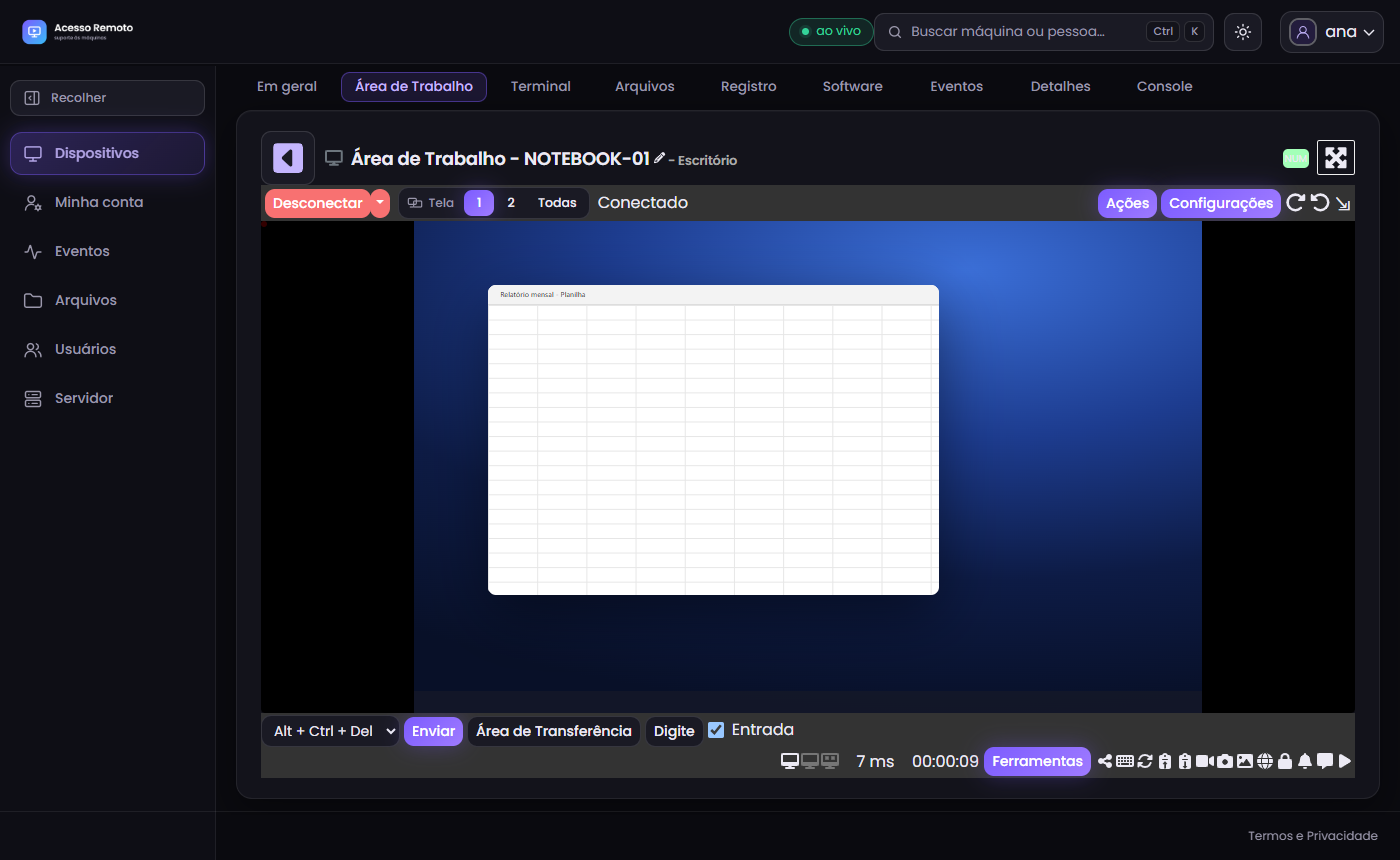 Acesso Remoto
suporte às máquinas
ao vivo
Buscar máquina ou pessoa...
Ctrl
K
ana
Recolher
Dispositivos
Minha conta
Eventos
Arquivos
Usuários
Servidor
Em geral
Área de Trabalho
Terminal
Arquivos
Registro
Software
Eventos
Detalhes
Console
Área de Trabalho - NOTEBOOK-01 - Escritório
Desconectar
Tela
1
2
Todas
Conectado
Ações
Configurações
Relatório mensal - Planilha
Alt + Ctrl + Del
Enviar
Área de Transferência
Digite
Entrada
7 ms
00:00:09
Ferramentas
Termos e Privacidade